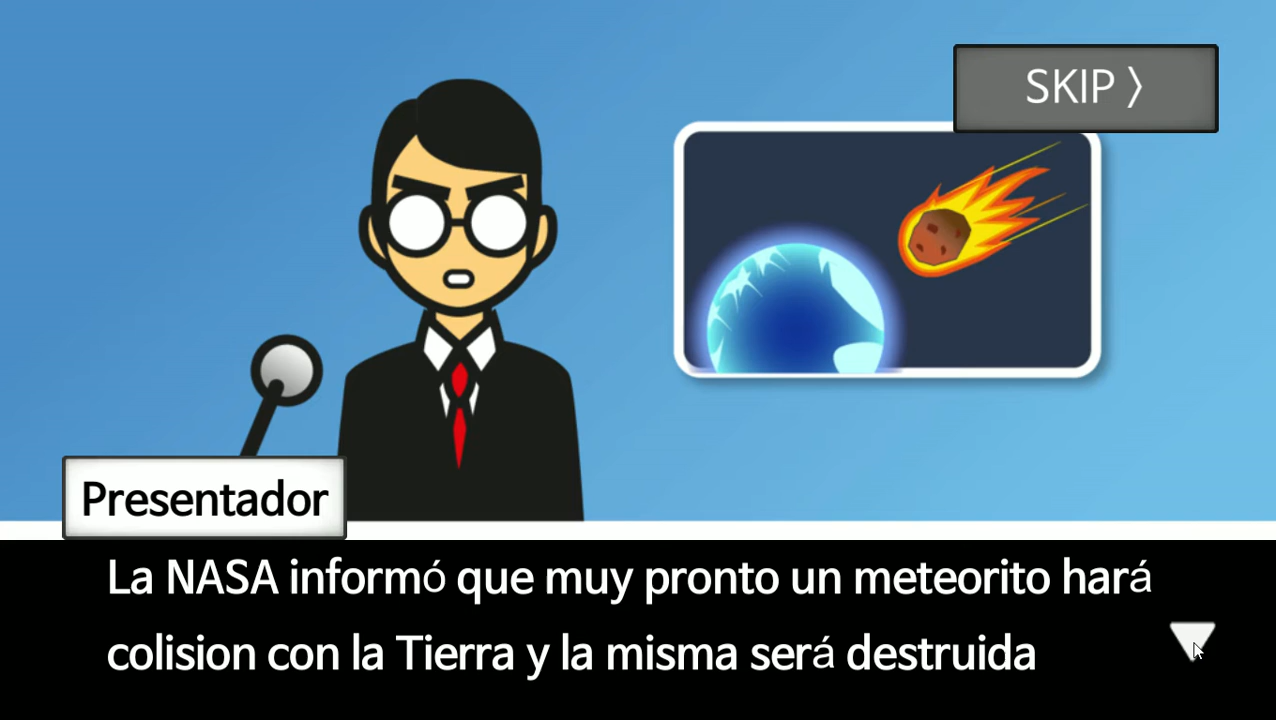 SKIP 〉
Presentador
La NASA informó que muy pronto un meteorito hará
colision con la Tierra y la misma será destruida